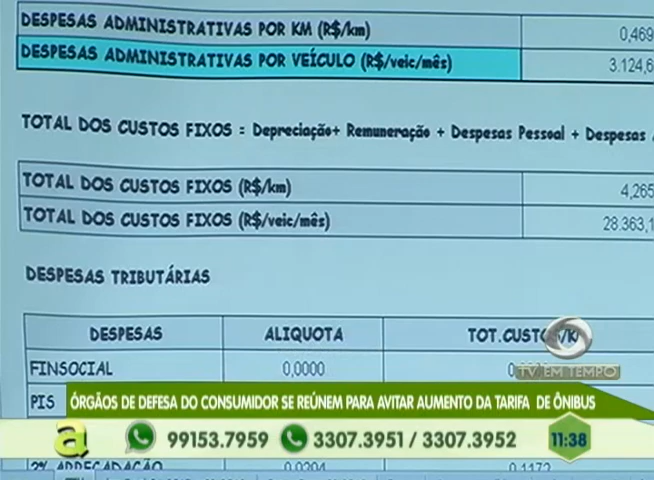 DESPESAS ADMINISTRATIVAS POR KM (R$/km) 0,469
DESPESAS ADMINISTRATIVAS POR VEÍCULO (R$/veic/mês) 3.124,6
TOTAL DOS CUSTOS FIXOS = Depreciação+ Remuneração + Despesas Pessoal + Despesas
TOTAL DOS CUSTOS FIXOS (R$/km) 4,265
TOTAL DOS CUSTOS FIXOS (R$/veic/mês) 28.363,1
DESPESAS TRIBUTÁRIAS
DESPESAS ALIQUOTA TOT.CUSTOS/K
FINSOCIAL 0,0000
TV EM TEMPO
PIS
ÓRGÃOS DE DEFESA DO CONSUMIDOR SE REÚNEM PARA AVITAR AUMENTO DA TARIFA DE ÔNIBUS
a 99153.7959 3307.3951 / 3307.3952 11:38
2% ARRECADAÇÃO 0,0204 0,1172